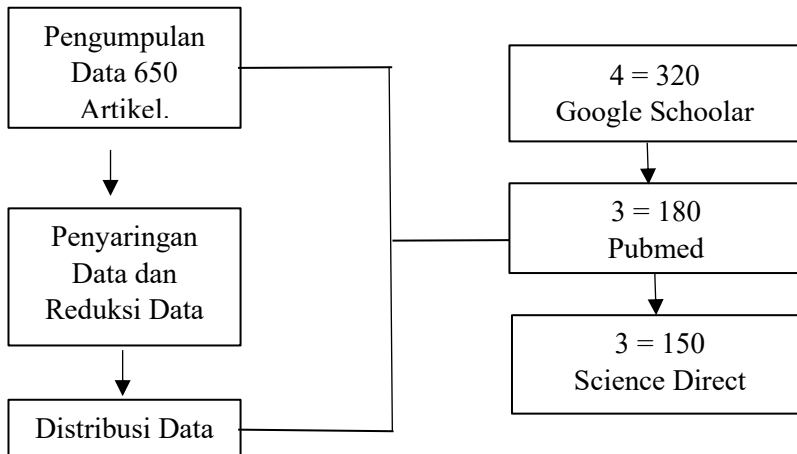 Pengumpulan
Data 650
Artikel.
Penyaringan
Data dan
Reduksi Data
Distribusi Data
4 = 320
Google Schoolar
3 = 180
Pubmed
3 = 150
Science Direct